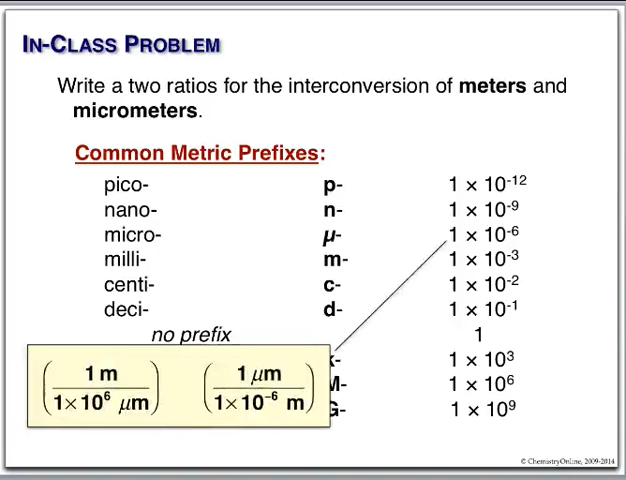 IN-CLASS PROBLEM
Write a two ratios for the interconversion of meters and
micrometers.
Common Metric Prefixes:
pico- p- 1 × 10⁻¹²
nano- n- 1 × 10⁻⁹
micro- μ- 1 × 10⁻⁶
milli- m- 1 × 10⁻³
centi- c- 1 × 10⁻²
deci- d- 1 × 10⁻¹
no prefix 1
k- 1 × 10³
M- 1 × 10⁶
G- 1 × 10⁹
1 m 1 μm
1×10⁶ μm 1×10⁻⁶ m
© ChemistryOnline, 2009-2014